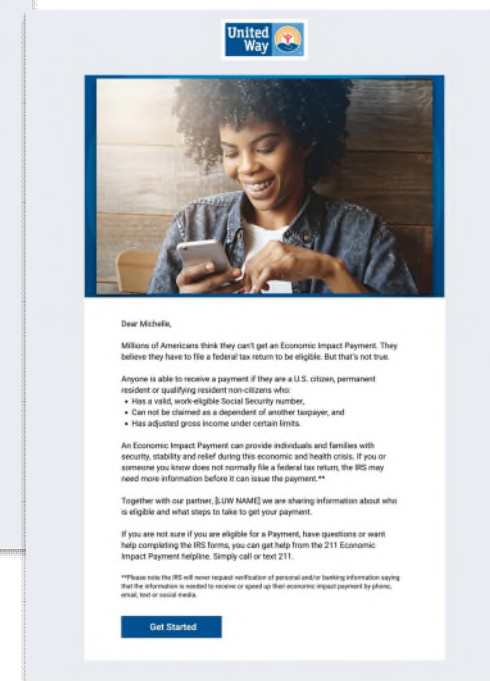 United
Way
Dear Michelle,
Millions of Americans think they can't get an Economic Impact Payment. They
believe they have to file a federal tax return to be eligible. But that's not true.
Anyone is able to receive a payment if they are a U.S. citizen, permanent
resident or qualifying resident non-citizens who:
• Has a valid, work-eligible Social Security number,
• Can not be claimed as a dependent of another taxpayer, and
• Has adjusted gross income under certain limits.
An Economic Impact Payment can provide individuals and families with
security, stability and relief during this economic and health crisis. If you or
someone you know does not normally file a federal tax return, the IRS may
need more information before it can issue the payment.**
Together with our partner, [LUW NAME] we are sharing information about who
is eligible and what steps to take to get your payment.
If you are not sure if you are eligible for a Payment, have questions or want
help completing the IRS forms, you can get help from the 211 Economic
Impact Payment helpline. Simply call or text 211.
**Please note the IRS will never request verification of personal and/or banking information saying
that the information is needed to receive or speed up their economic impact payment by phone,
email, text or social media.
Get Started